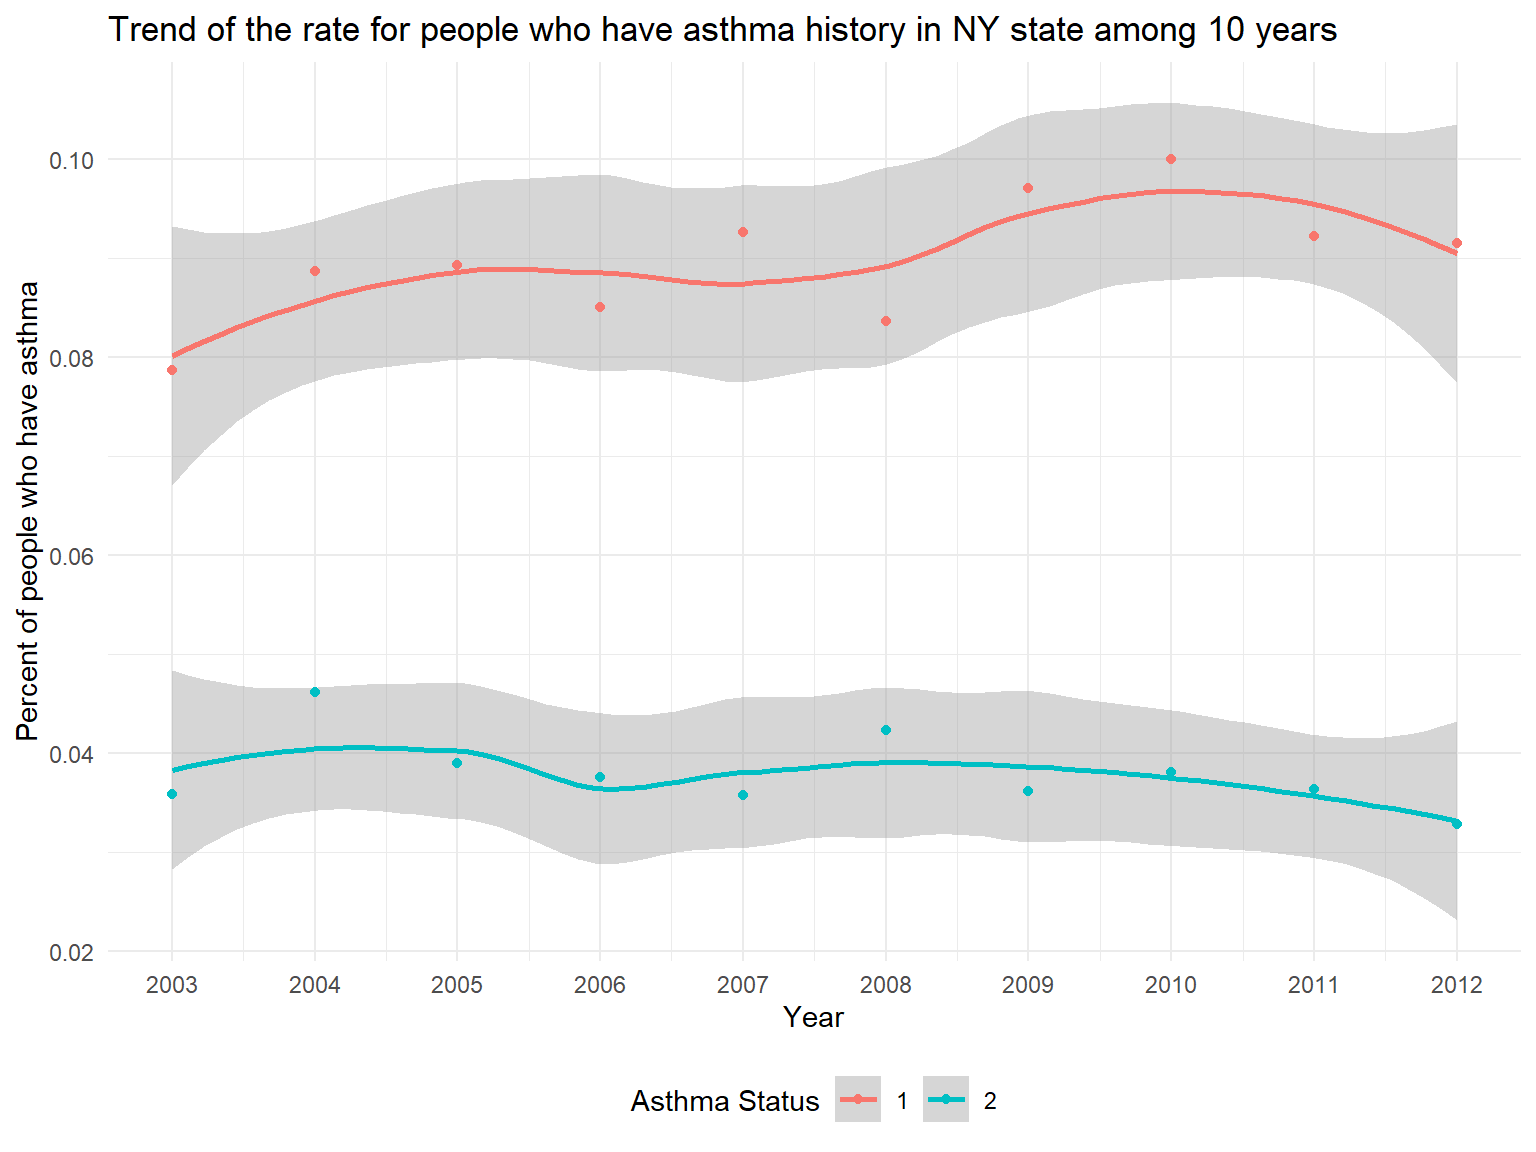 Trend of the rate for people who have asthma history in NY state among 10 years
Percent of people who have asthma
0.10
0.08
0.06
0.04
0.02
2003 2004 2005 2006 2007 2008 2009 2010 2011 2012
Year
Asthma Status 1 2